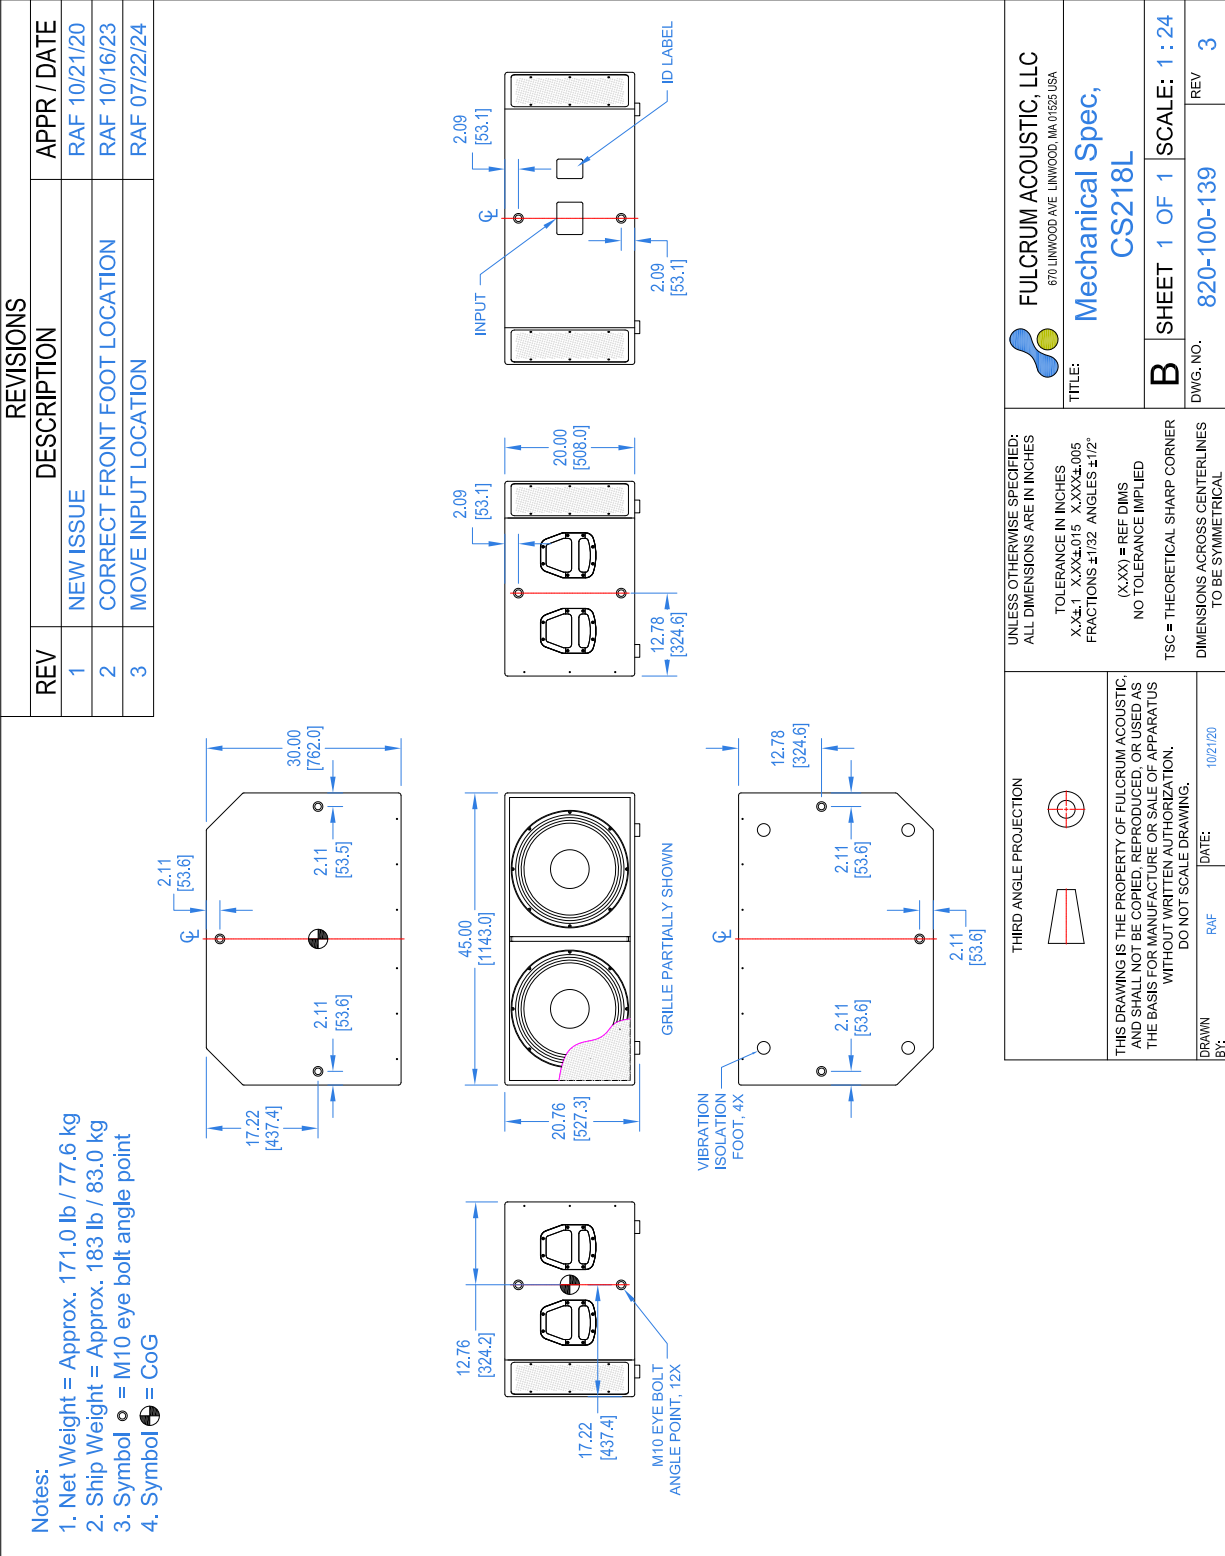 REVISIONS
REV DESCRIPTION APPR / DATE
1 NEW ISSUE RAF 10/21/20
2 CORRECT FRONT FOOT LOCATION RAF 10/16/23
3 MOVE INPUT LOCATION RAF 07/22/24
Notes:
1. Net Weight = Approx. 171.0 lb / 77.6 kg
2. Ship Weight = Approx. 183 lb / 83.0 kg
3. Symbol = M10 eye bolt angle point
4. Symbol = CoG
2.11
[53.6]
℄
30.00
[762.0]
17.22
[437.4]
2.11
[53.6]
2.11
[53.5]
12.76
[324.2]
17.22
[437.4]
M10 EYE BOLT
ANGLE POINT, 12X
45.00
[1143.0]
20.76
[527.3]
GRILLE PARTIALLY SHOWN
2.09
[53.1]
20.00
[508.0]
12.78
[324.6]
INPUT
℄
2.09
[53.1]
2.09
[53.1]
ID LABEL
VIBRATION
ISOLATION
FOOT, 4X
℄
12.78
[324.6]
2.11
[53.6]
2.11
[53.6]
2.11
[53.6]
THIRD ANGLE PROJECTION
THIS DRAWING IS THE PROPERTY OF FULCRUM ACOUSTIC,
AND SHALL NOT BE COPIED, REPRODUCED, OR USED AS
THE BASIS FOR MANUFACTURE OR SALE OF APPARATUS
WITHOUT WRITTEN AUTHORIZATION.
DO NOT SCALE DRAWING.
DRAWN
BY:
RAF
DATE:
10/21/20
UNLESS OTHERWISE SPECIFIED:
ALL DIMENSIONS ARE IN INCHES
TOLERANCE IN INCHES
X.X±.1 X.XX±.015 X.XXX±.005
FRACTIONS ±1/32 ANGLES ±1/2°
(X.XX) = REF DIMS
NO TOLERANCE IMPLIED
TSC = THEORETICAL SHARP CORNER
DIMENSIONS ACROSS CENTERLINES
TO BE SYMMETRICAL
FULCRUM ACOUSTIC, LLC
670 LINWOOD AVE LINWOOD, MA 01525 USA
TITLE:
Mechanical Spec,
CS218L
B SHEET 1 OF 1 SCALE: 1 : 24
DWG. NO.
820-100-139
REV
3